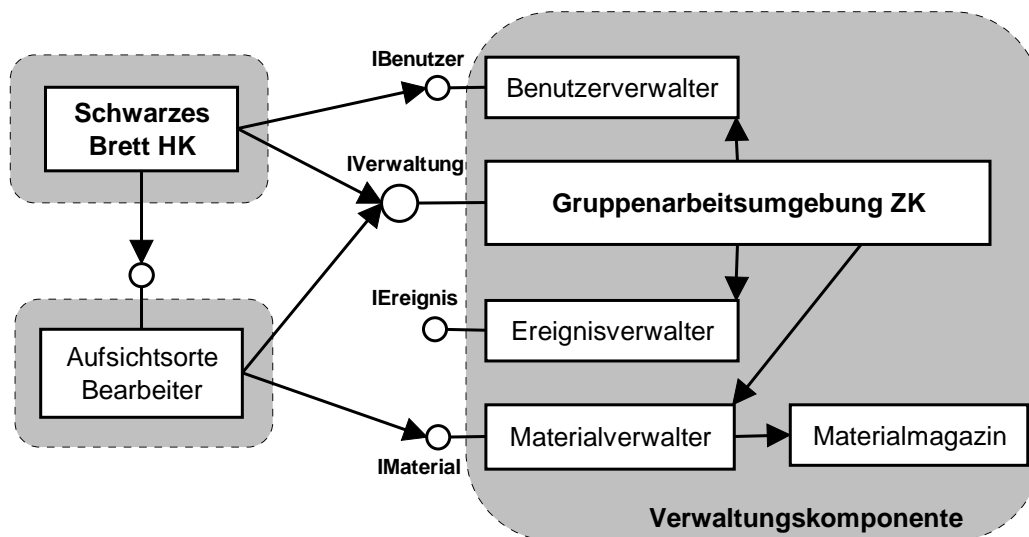 IBenutzer
Benutzerverwalter
Schwarzes
Brett HK
IVerwaltung
Gruppenarbeitsumgebung ZK
IEreignis
Ereignisverwalter
Aufsichtsorte
Bearbeiter
Materialverwalter
Materialmagazin
IMaterial
Verwaltungskomponente